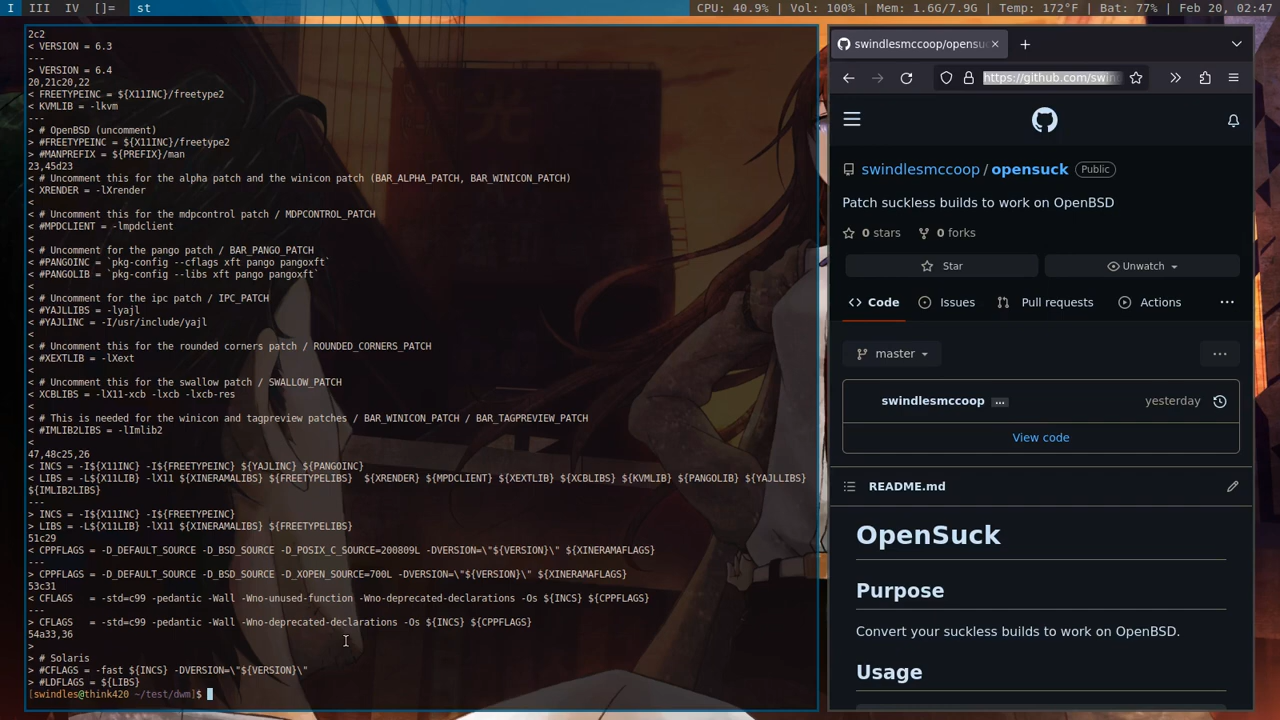 I III IV []= st CPU: 40.9% | Vol: 100% | Mem: 1.6G/7.9G | Temp: 172°F | Bat: 77% | Feb 20, 02:47
2c2
< VERSION = 6.3
---
> VERSION = 6.4
20,21c20,22
< FREETYPEINC = ${X11INC}/freetype2
< KVMLIB = -lkvm
---
> # OpenBSD (uncomment)
> #FREETYPEINC = ${X11INC}/freetype2
> #MANPREFIX = ${PREFIX}/man
23,45d23
< # Uncomment this for the alpha patch and the winicon patch (BAR_ALPHA_PATCH, BAR_WINICON_PATCH)
< XRENDER = -lXrender
<
< # Uncomment this for the mdpcontrol patch / MDPCONTROL_PATCH
< #MPDCLIENT = -lmpdclient
<
< # Uncomment for the pango patch / BAR_PANGO_PATCH
< #PANGOINC = `pkg-config --cflags xft pango pangoxft`
< #PANGOLIB = `pkg-config --libs xft pango pangoxft`
<
< # Uncomment for the ipc patch / IPC_PATCH
< #YAJLLIBS = -lyajl
< #YAJLINC = -I/usr/include/yajl
<
< # Uncomment this for the rounded corners patch / ROUNDED_CORNERS_PATCH
< #XEXTLIB = -lXext
<
< # Uncomment this for the swallow patch / SWALLOW_PATCH
< XCBLIBS = -lX11-xcb -lxcb -lxcb-res
<
< # This is needed for the winicon and tagpreview patches / BAR_WINICON_PATCH / BAR_TAGPREVIEW_PATCH
< #IMLIB2LIBS = -lImlib2
<
47,48c25,26
< INCS = -I${X11INC} -I${FREETYPEINC} ${YAJLINC} ${PANGOINC}
< LIBS = -L${X11LIB} -lX11 ${XINERAMALIBS} ${FREETYPELIBS}  ${XRENDER} ${MPDCLIENT} ${XEXTLIB} ${XCBLIBS} ${KVMLIB} ${PANGOLIB} ${YAJLLIBS}
${IMLIB2LIBS}
---
> INCS = -I${X11INC} -I${FREETYPEINC}
> LIBS = -L${X11LIB} -lX11 ${XINERAMALIBS} ${FREETYPELIBS}
51c29
< CPPFLAGS = -D_DEFAULT_SOURCE -D_BSD_SOURCE -D_POSIX_C_SOURCE=200809L -DVERSION=\"${VERSION}\" ${XINERAMAFLAGS}
---
> CPPFLAGS = -D_DEFAULT_SOURCE -D_BSD_SOURCE -D_XOPEN_SOURCE=700L -DVERSION=\"${VERSION}\" ${XINERAMAFLAGS}
53c31
< CFLAGS   = -std=c99 -pedantic -Wall -Wno-unused-function -Wno-deprecated-declarations -Os ${INCS} ${CPPFLAGS}
---
> CFLAGS   = -std=c99 -pedantic -Wall -Wno-deprecated-declarations -Os ${INCS} ${CPPFLAGS}
54a33,36
>
> # Solaris
> #CFLAGS = -fast ${INCS} -DVERSION=\"${VERSION}\"
> #LDFLAGS = ${LIBS}
[swindles@think420 ~/test/dwm]$
swindlesmccoop/opensuc
https://github.com/swin
swindlesmccoop / opensuck Public
Patch suckless builds to work on OpenBSD
0 stars 0 forks
Star Unwatch
Code Issues Pull requests Actions ...
master ...
swindlesmccoop ... yesterday
View code
README.md
OpenSuck
Purpose
Convert your suckless builds to work on OpenBSD.
Usage